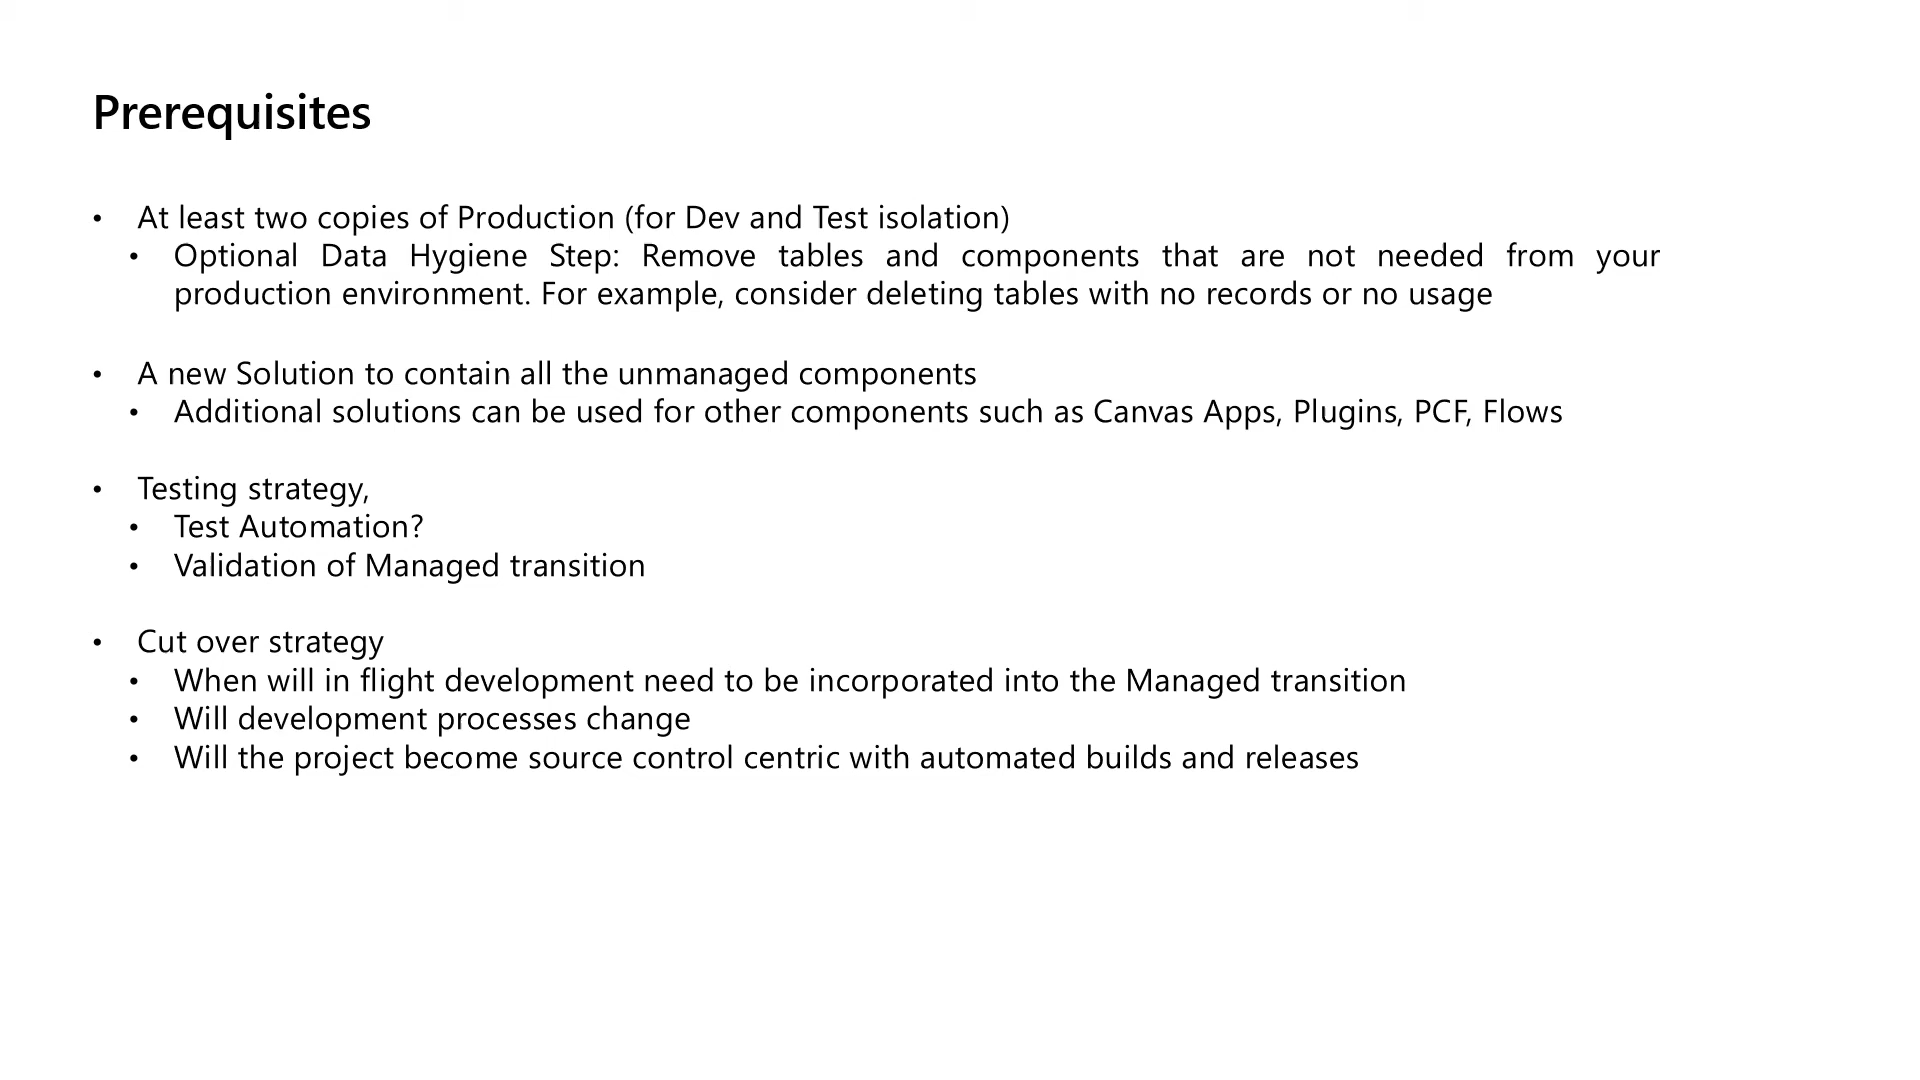 Prerequisites
• At least two copies of Production (for Dev and Test isolation)
• Optional Data Hygiene Step: Remove tables and components that are not needed from your
production environment. For example, consider deleting tables with no records or no usage
• A new Solution to contain all the unmanaged components
• Additional solutions can be used for other components such as Canvas Apps, Plugins, PCF, Flows
• Testing strategy,
• Test Automation?
• Validation of Managed transition
• Cut over strategy
• When will in flight development need to be incorporated into the Managed transition
• Will development processes change
• Will the project become source control centric with automated builds and releases